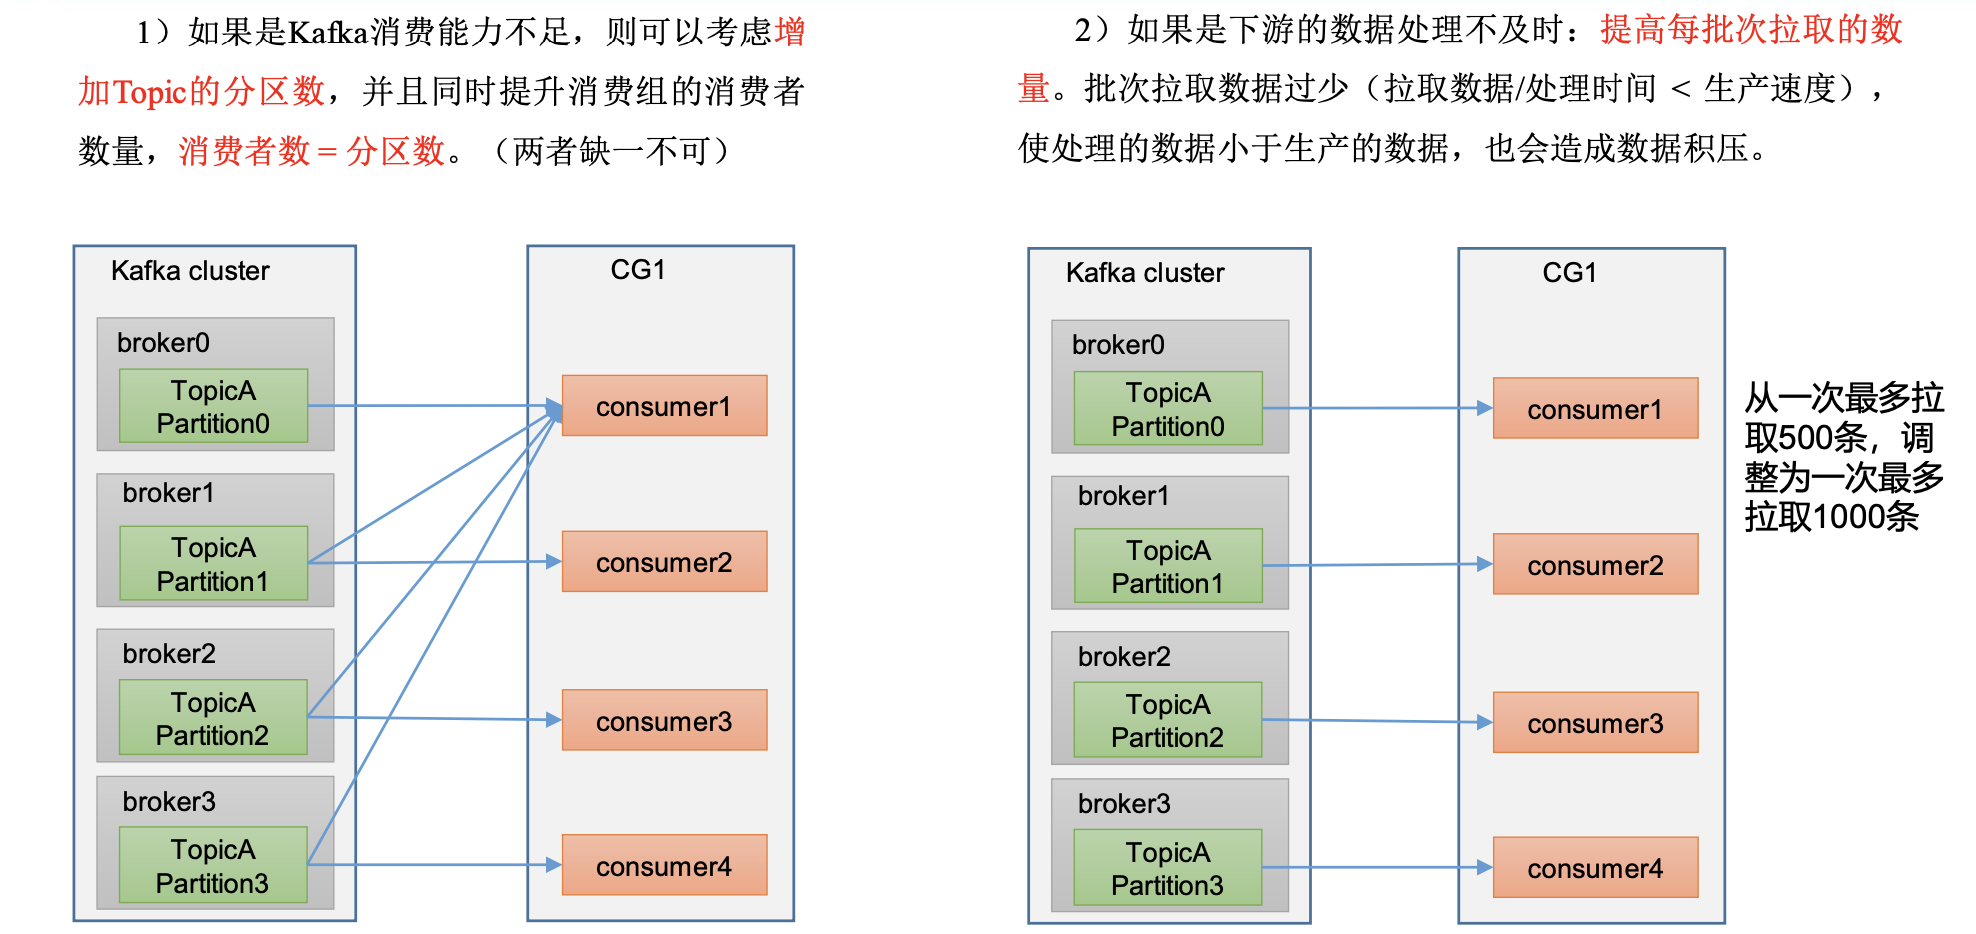 1）如果是Kafka消费能力不足，则可以考虑增
加Topic的分区数，并且同时提升消费组的消费者
数量，消费者数 = 分区数。（两者缺一不可）
Kafka cluster
broker0
TopicA
Partition0
broker1
TopicA
Partition1
broker2
TopicA
Partition2
broker3
TopicA
Partition3
CG1
consumer1
consumer2
consumer3
consumer4
2）如果是下游的数据处理不及时：提高每批次拉取的数
量。批次拉取数据过少（拉取数据/处理时间 < 生产速度），
使处理的数据小于生产的数据，也会造成数据积压。
Kafka cluster
broker0
TopicA
Partition0
broker1
TopicA
Partition1
broker2
TopicA
Partition2
broker3
TopicA
Partition3
CG1
consumer1
consumer2
consumer3
consumer4
从一次最多拉
取500条，调
整为一次最多
拉取1000条